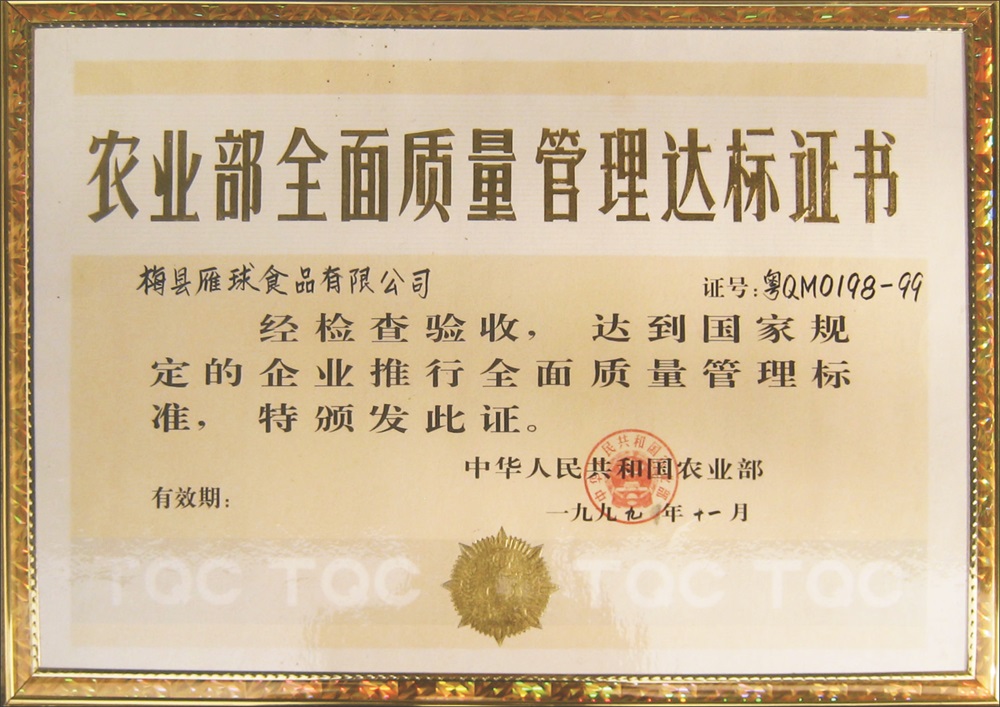 农业部全面质量管理达标证书
梅县雁球食品有限公司 证号:粤QM0198-99
经检查验收，达到国家规
定的企业推行全面质量管理标
准，特颁发此证。
中华人民共和国农业部
有效期:
一九九九年十一月
TQC TQC TQC TQC